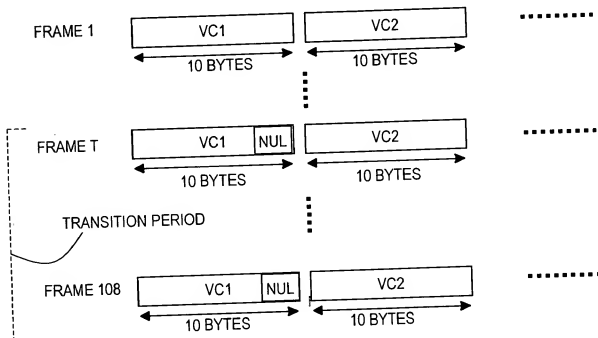 FRAME 1 VC1 VC2
10 BYTES 10 BYTES
FRAME T VC1 NUL VC2
10 BYTES 10 BYTES
TRANSITION PERIOD
FRAME 108 VC1 NUL VC2
10 BYTES 10 BYTES